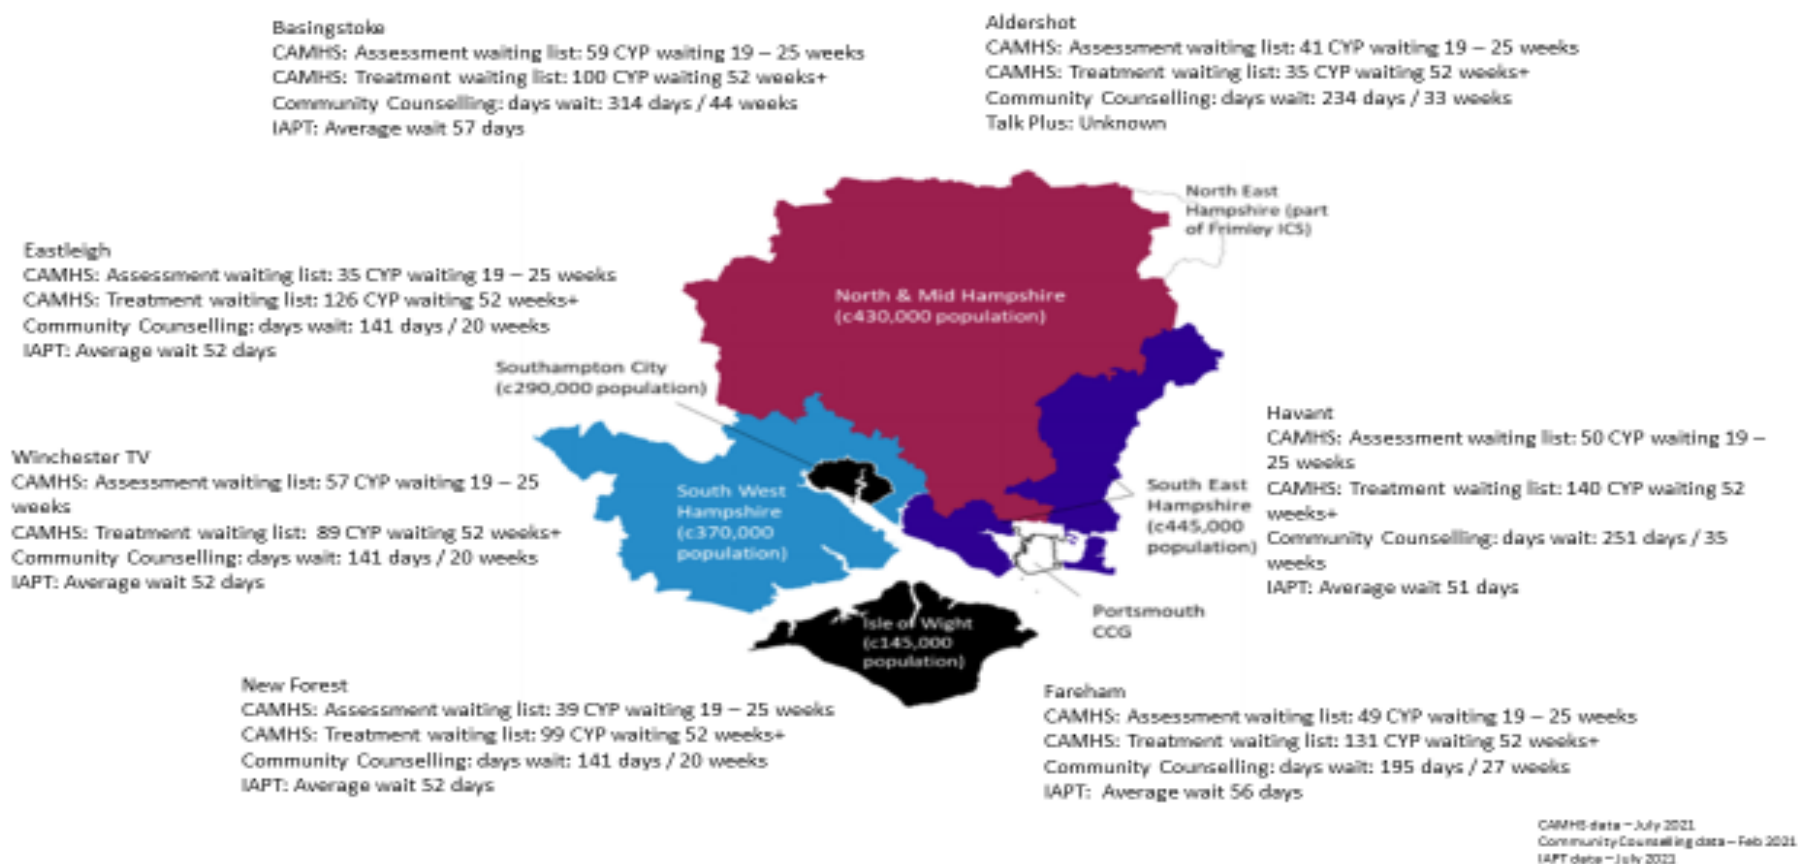 Basingstoke
CAMHS: Assessment waiting list: 59 CYP waiting 19 – 25 weeks
CAMHS: Treatment waiting list: 100 CYP waiting 52 weeks+
Community Counselling: days wait: 314 days / 44 weeks
IAPT: Average wait 57 days
Aldershot
CAMHS: Assessment waiting list: 41 CYP waiting 19 – 25 weeks
CAMHS: Treatment waiting list: 35 CYP waiting 52 weeks+
Community Counselling: days wait: 234 days / 33 weeks
Talk Plus: Unknown
North East
Hampshire (part
of Frimley ICS)
Eastleigh
CAMHS: Assessment waiting list: 35 CYP waiting 19 – 25 weeks
CAMHS: Treatment waiting list: 126 CYP waiting 52 weeks+
Community Counselling: days wait: 141 days / 20 weeks
IAPT: Average wait 52 days
North & Mid Hampshire
(c430,000 population)
Southampton City
(c290,000 population)
Winchester TV
CAMHS: Assessment waiting list: 57 CYP waiting 19 – 25
weeks
CAMHS: Treatment waiting list: 89 CYP waiting 52 weeks+
Community Counselling: days wait: 141 days / 20 weeks
IAPT: Average wait 52 days
South West
Hampshire
(c370,000
population)
South East
Hampshire
(c445,000
population)
Havant
CAMHS: Assessment waiting list: 50 CYP waiting 19 –
25 weeks
CAMHS: Treatment waiting list: 140 CYP waiting 52
weeks+
Community Counselling: days wait: 251 days / 35
weeks
IAPT: Average wait 51 days
Portsmouth
CCG
Isle of Wight
(c145,000
population)
New Forest
CAMHS: Assessment waiting list: 39 CYP waiting 19 – 25 weeks
CAMHS: Treatment waiting list: 99 CYP waiting 52 weeks+
Community Counselling: days wait: 141 days / 20 weeks
IAPT: Average wait 52 days
Fareham
CAMHS: Assessment waiting list: 49 CYP waiting 19 – 25 weeks
CAMHS: Treatment waiting list: 131 CYP waiting 52 weeks+
Community Counselling: days wait: 195 days / 27 weeks
IAPT: Average wait 56 days
CAMHS data – July 2021
Community Counselling data – Feb 2021
IAPT data – July 2021